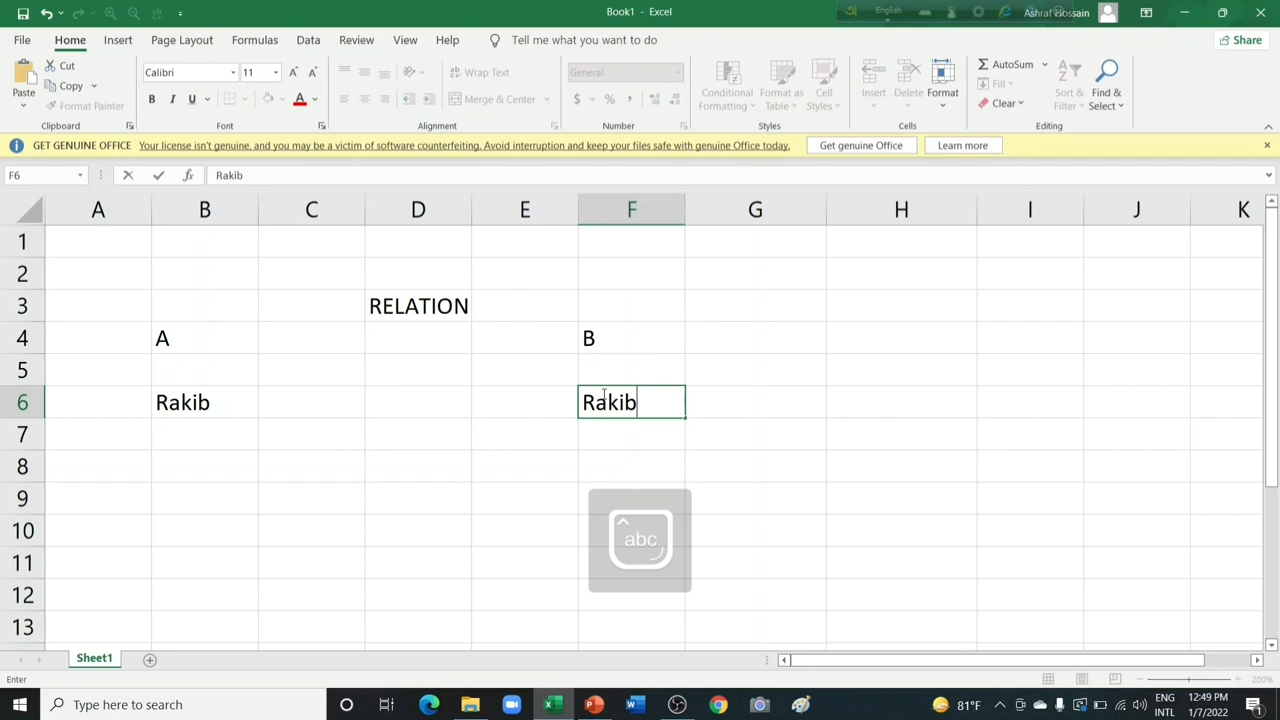 Book1 - Excel
English
Ashraf Hossain
File Home Insert Page Layout Formulas Data Review View Help Tell me what you want to do Share
Paste Cut Copy Format Painter
Calibri 11
B I U A
Wrap Text
Merge & Center
General
$ % ,
Conditional Formatting Format as Table Cell Styles
Insert Delete Format
AutoSum Fill Clear
Sort & Filter Find & Select
Clipboard Font Alignment Number Styles Cells Editing
GET GENUINE OFFICE Your license isn't genuine, and you may be a victim of software counterfeiting. Avoid interruption and keep your files safe with genuine Office today. Get genuine Office Learn more
F6 fx Rakib
A B C D E F G H I J K
1
2
3 RELATION
4 A B
5
6 Rakib Rakib
7
8
9
10 abc
11
12
13
Sheet1
Enter 200%
Type here to search 81°F ENG INTL 12:49 PM 1/7/2022 1